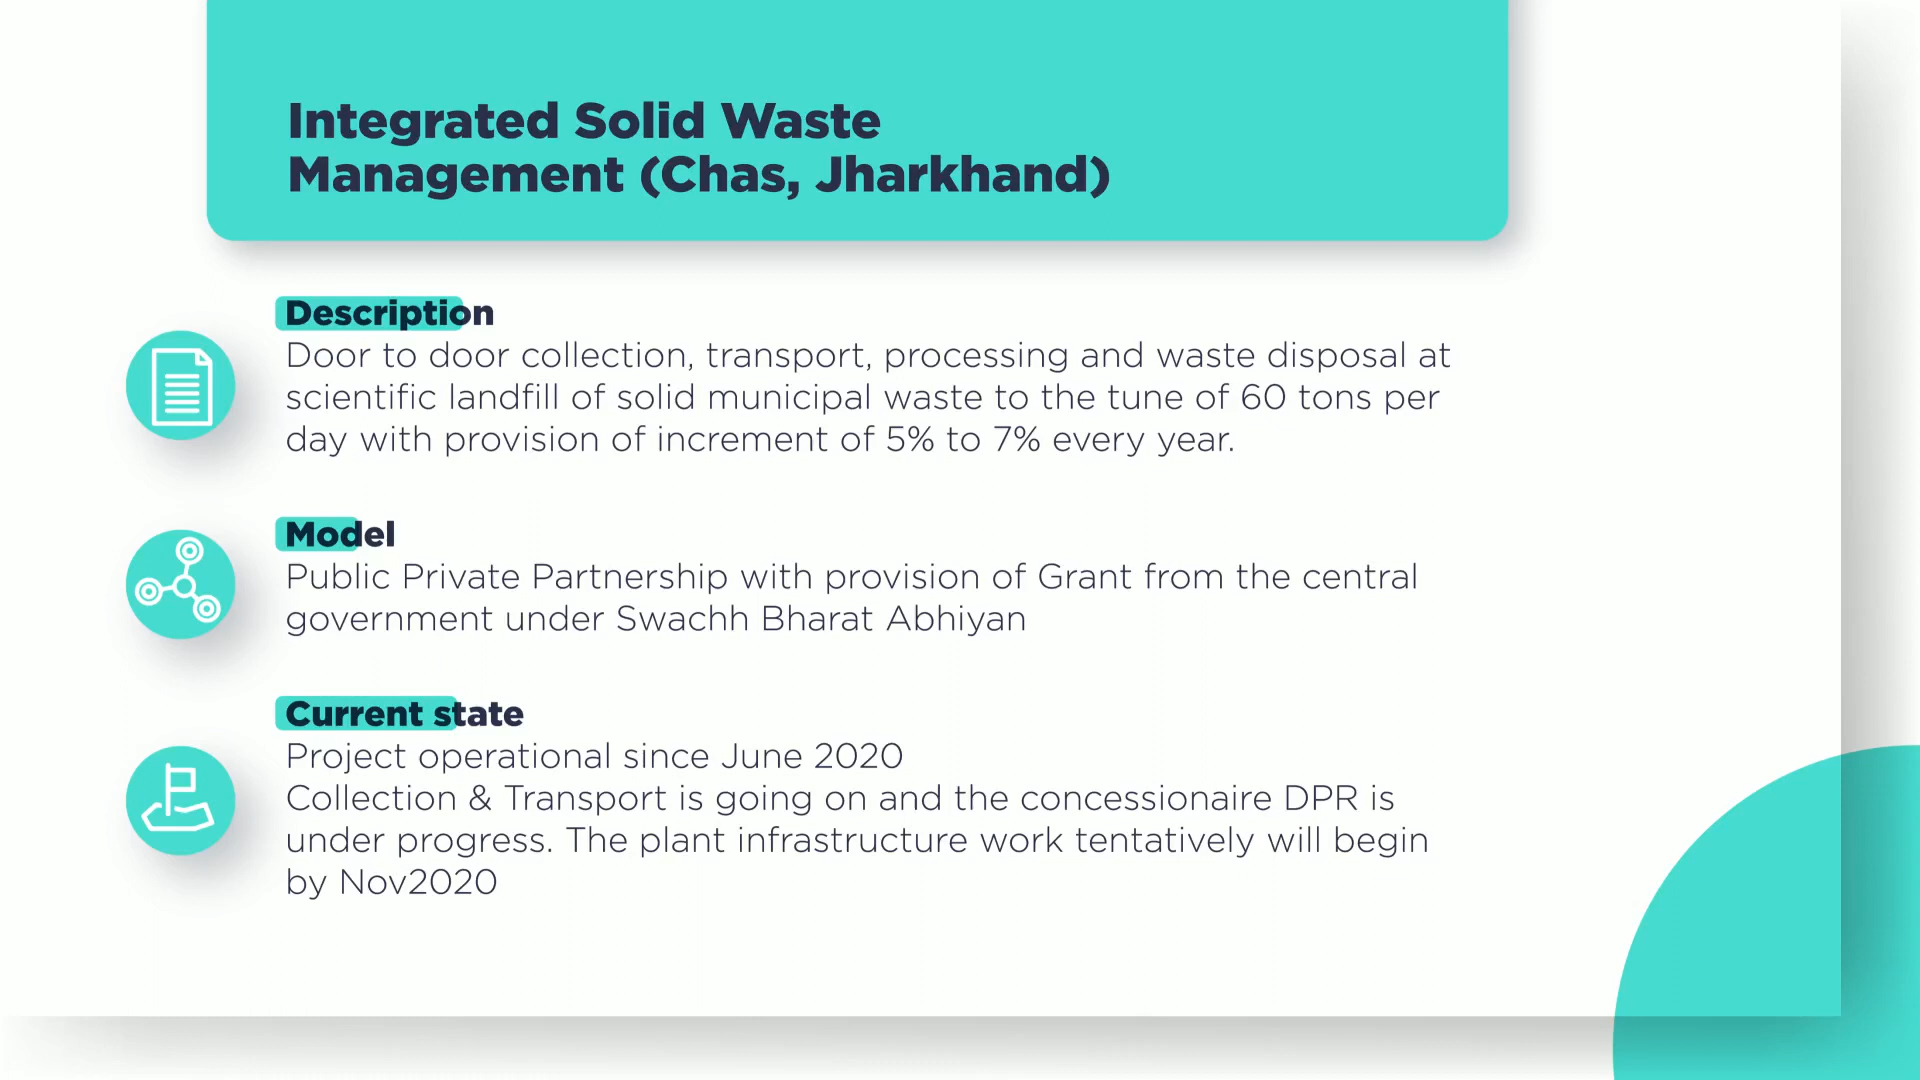 Integrated Solid Waste
Management (Chas, Jharkhand)
Description
Door to door collection, transport, processing and waste disposal at
scientific landfill of solid municipal waste to the tune of 60 tons per
day with provision of increment of 5% to 7% every year.
Model
Public Private Partnership with provision of Grant from the central
government under Swachh Bharat Abhiyan
Current state
Project operational since June 2020
Collection & Transport is going on and the concessionaire DPR is
under progress. The plant infrastructure work tentatively will begin
by Nov2020